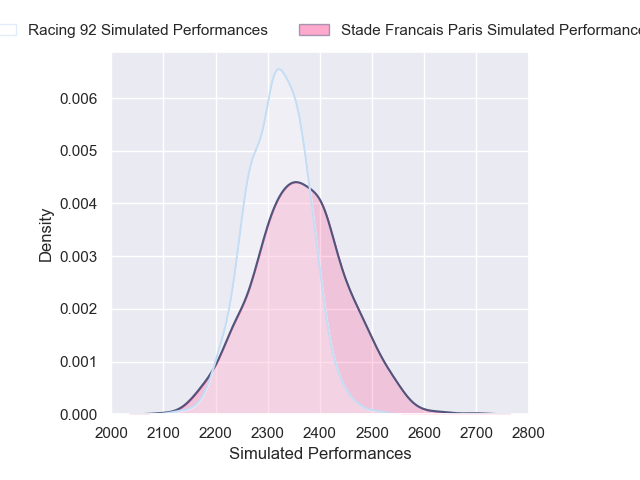 Racing 92 Simulated Performances
Stade Francais Paris Simulated Performance
Density
0.006
0.005
0.004
0.003
0.002
0.001
0.000
2000 2100 2200 2300 2400 2500 2600 2700 2800
Simulated Performances